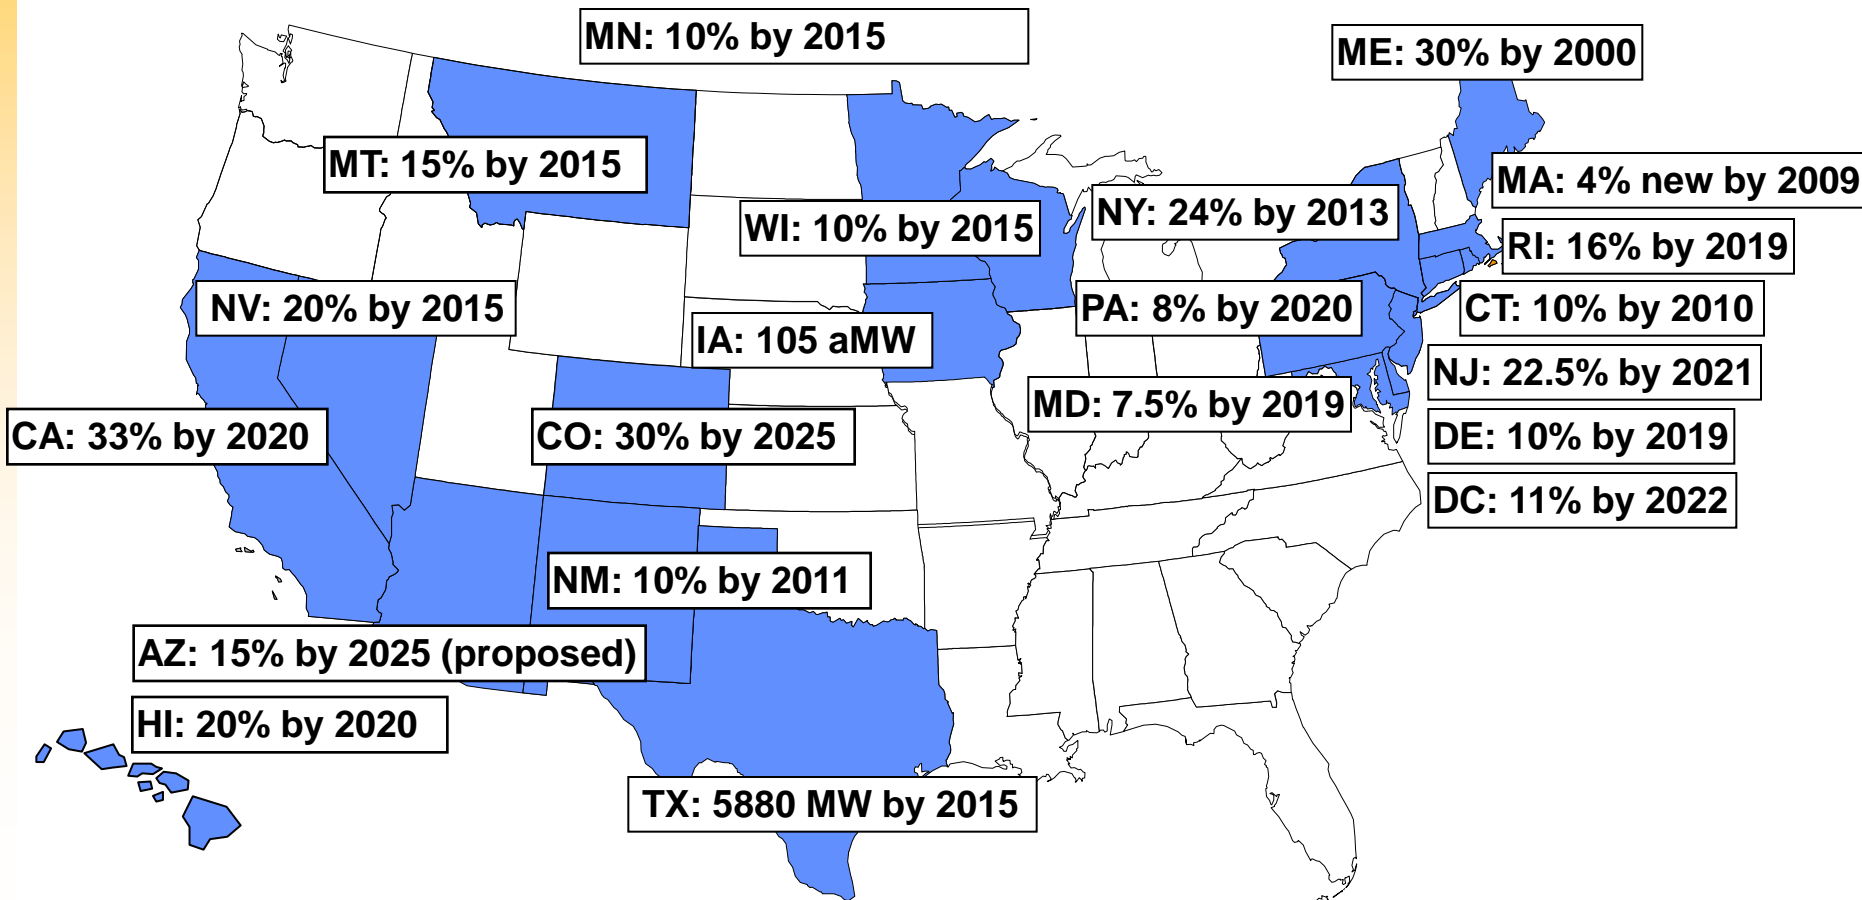 MN: 10% by 2015
ME: 30% by 2000
MT: 15% by 2015
MA: 4% new by 2009
WI: 10% by 2015
NY: 24% by 2013
RI: 16% by 2019
NV: 20% by 2015
PA: 8% by 2020
CT: 10% by 2010
IA: 105 aMW
NJ: 22.5% by 2021
MD: 7.5% by 2019
CA: 33% by 2020
CO: 30% by 2025
DE: 10% by 2019
DC: 11% by 2022
NM: 10% by 2011
AZ: 15% by 2025 (proposed)
HI: 20% by 2020
TX: 5880 MW by 2015